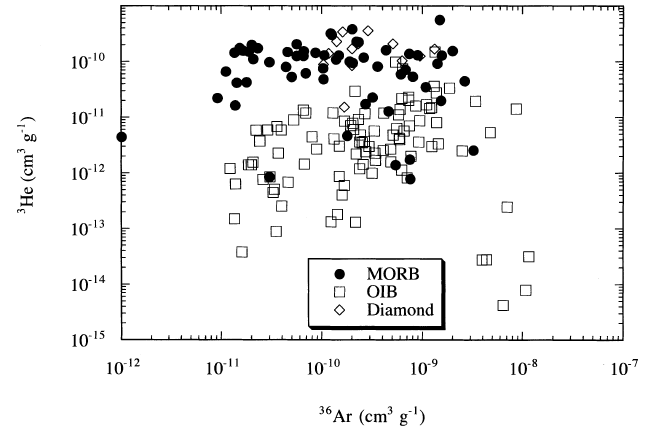 10⁻¹⁰
10⁻¹¹
10⁻¹²
10⁻¹³
10⁻¹⁴
10⁻¹⁵
³He (cm³ g⁻¹)
MORB
OIB
Diamond
10⁻¹² 10⁻¹¹ 10⁻¹⁰ 10⁻⁹ 10⁻⁸ 10⁻⁷
³⁶Ar (cm³ g⁻¹)